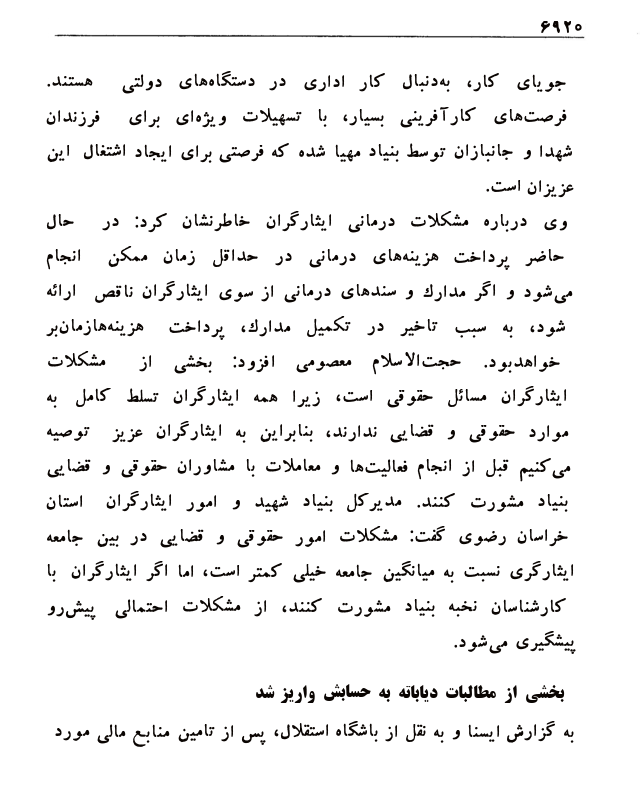 ۶۹۲۰
جویای کار، به‌دنبال کار اداری در دستگاه‌های دولتی هستند.
فرصت‌های کارآفرینی بسیار، با تسهیلات ویژه‌ای برای فرزندان
شهدا و جانبازان توسط بنیاد مهیا شده که فرصتی برای ایجاد اشتغال این
عزیزان است.
وی درباره مشکلات درمانی ایثارگران خاطرنشان کرد: در حال
حاضر پرداخت هزینه‌های درمانی در حداقل زمان ممکن انجام
می‌شود و اگر مدارك و سندهای درمانی از سوی ایثارگران ناقص ارائه
شود، به سبب تاخیر در تکمیل مدارك، پرداخت هزینه‌هازمان‌بر
خواهدبود. حجت‌الاسلام معصومی افزود: بخشی از مشکلات
ایثارگران مسائل حقوقی است، زیرا همه ایثارگران تسلط کامل به
موارد حقوقی و قضایی ندارند، بنابراین به ایثارگران عزیز توصیه
می‌کنیم قبل از انجام فعالیت‌ها و معاملات با مشاوران حقوقی و قضایی
بنیاد مشورت کنند. مدیرکل بنیاد شهید و امور ایثارگران استان
خراسان رضوی گفت: مشکلات امور حقوقی و قضایی در بین جامعه
ایثارگری نسبت به میانگین جامعه خیلی کمتر است، اما اگر ایثارگران با
کارشناسان نخبه بنیاد مشورت کنند، از مشکلات احتمالی پیش‌رو
پیشگیری می‌شود.
بخشی از مطالبات دیاباته به حسابش واریز شد
به گزارش ایسنا و به نقل از باشگاه استقلال، پس از تامین منابع مالی مورد